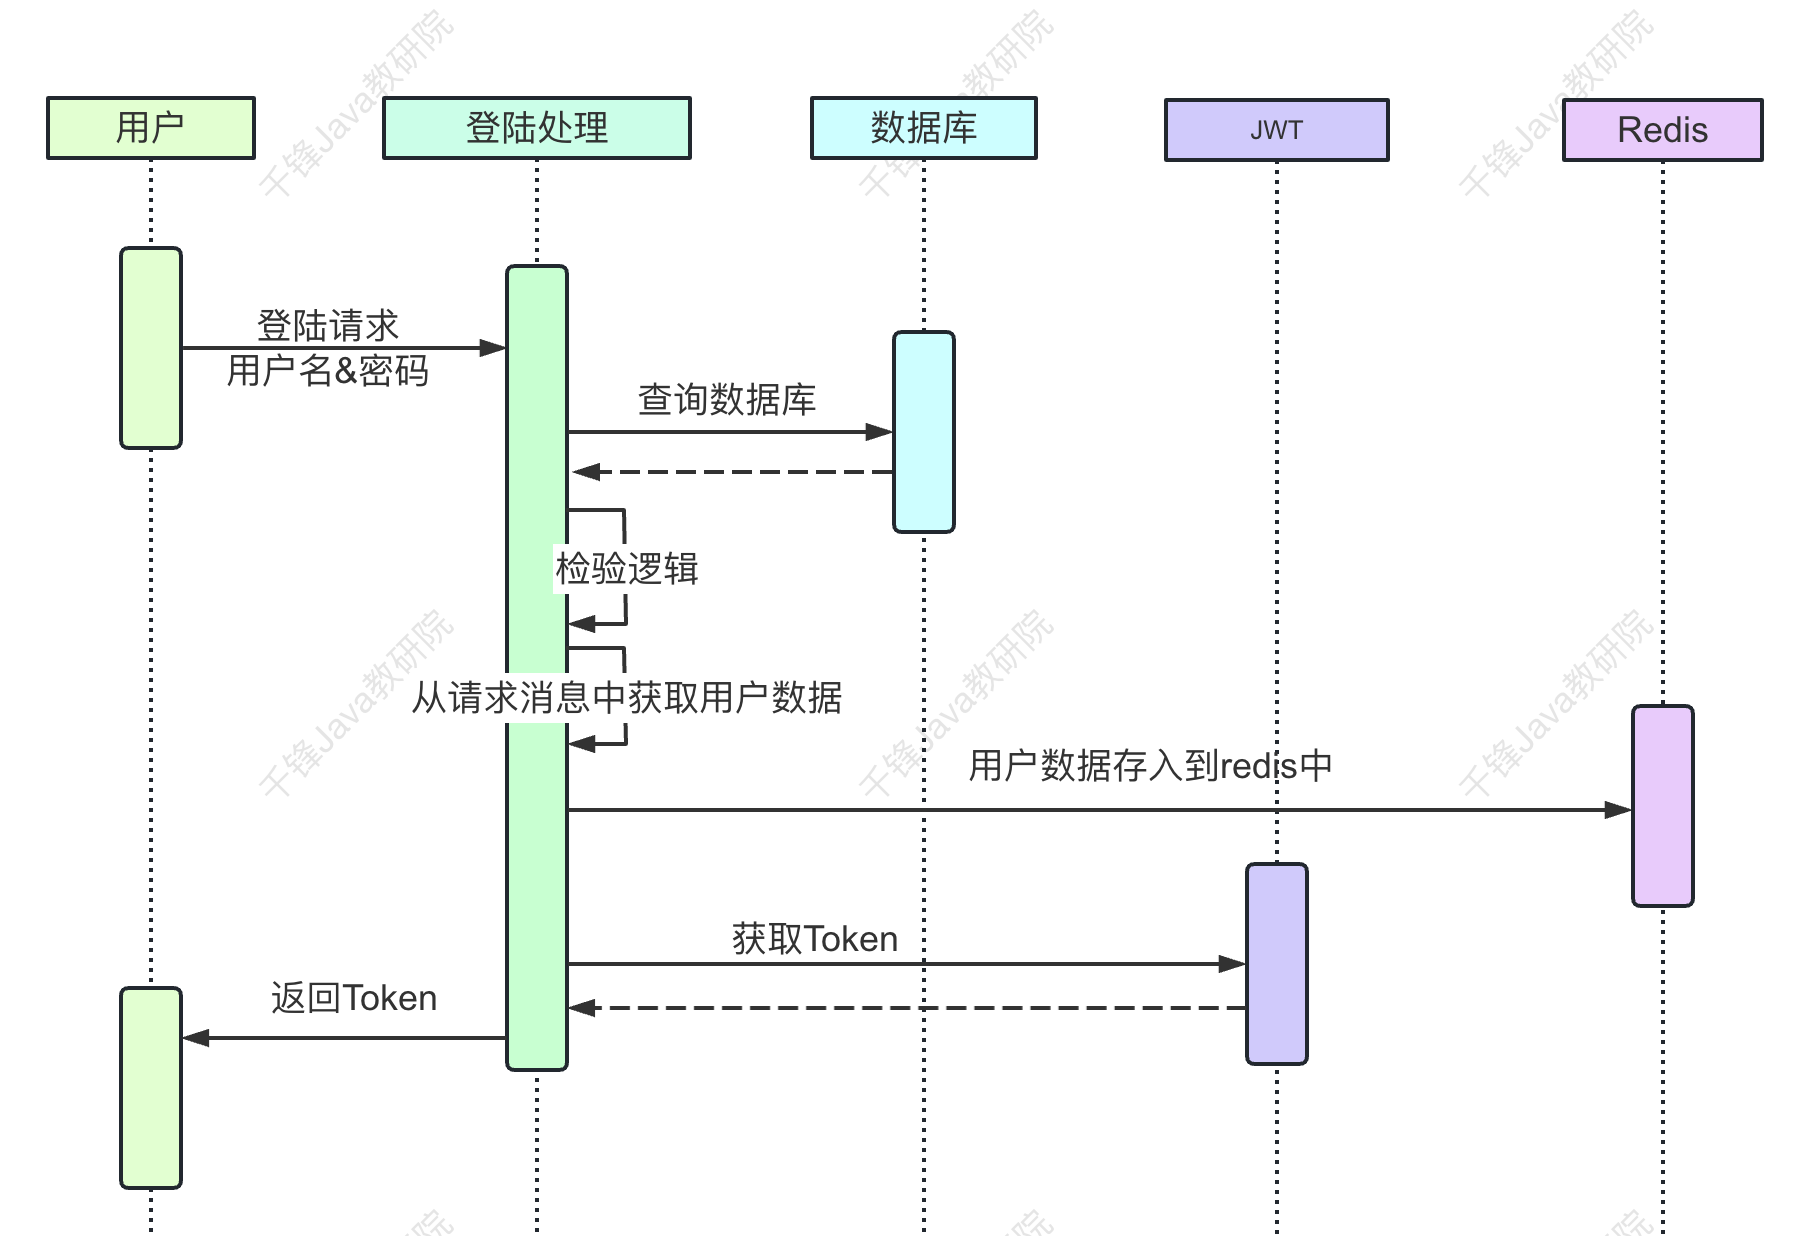 用户
登陆处理
数据库
JWT
Redis
登陆请求
用户名&密码
查询数据库
检验逻辑
从请求消息中获取用户数据
用户数据存入到redis中
获取Token
返回Token
千锋Java教研院
千锋Java教研院
千锋Java教研院
千锋Java教研院
千锋Java教研院
千锋Java教研院
研院
研院
研院